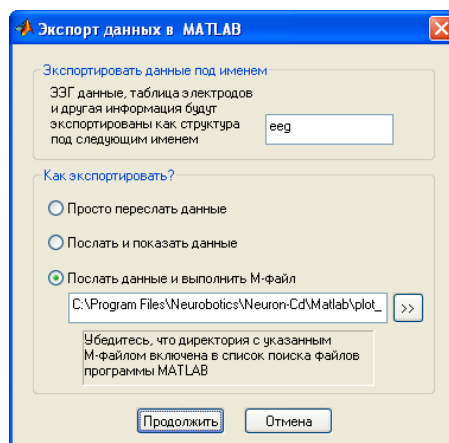 Экспорт данных в MATLAB
Экспортировать данные под именем
ЭЭГ данные, таблица электродов
и другая информация будут
экспортированы как структура
под следующим именем
eeg
Как экспортировать?
Просто переслать данные
Послать и показать данные
Послать данные и выполнить М-файл
C:\Program Files\Neurobotics\Neuron-Cd\Matlab\plot_
>>
Убедитесь, что директория с указанным
М-файлом включена в список поиска файлов
программы MATLAB
Продолжить
Отмена